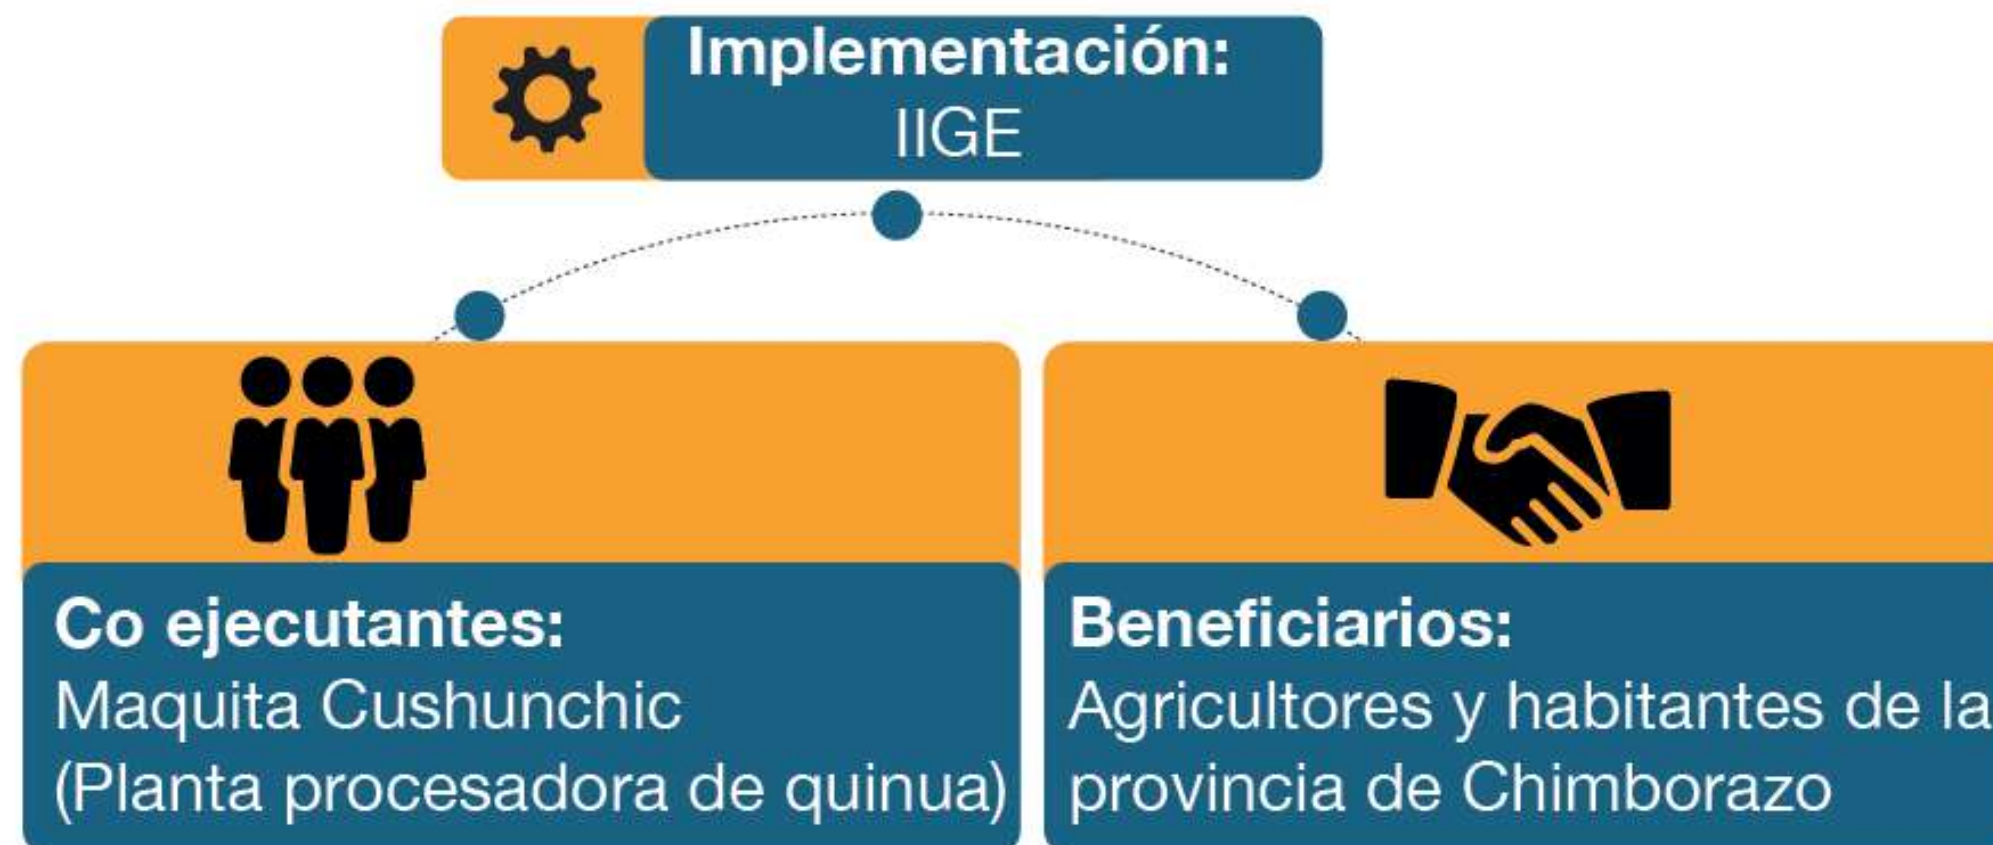 Implementación:
IIGE
Co ejecutantes:
Maquita Cushunchic
(Planta procesadora de quinua)
Beneficiarios:
Agricultores y habitantes de la
provincia de Chimborazo